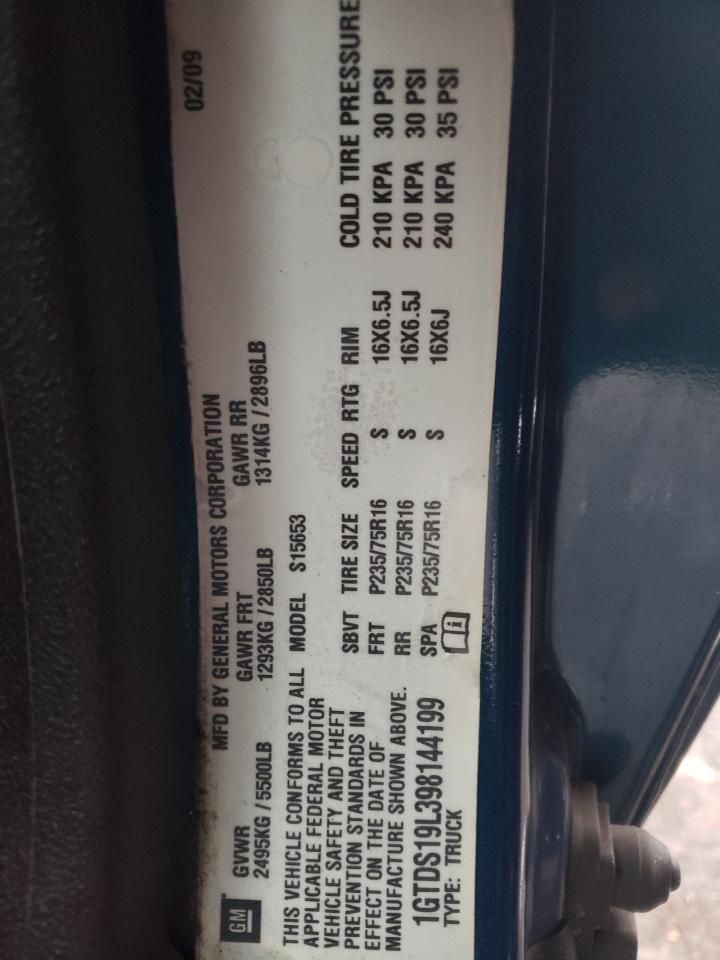 GM
MFD BY GENERAL MOTORS CORPORATION 02/09
GVWR GAWR FRT GAWR RR
2495KG / 5500LB 1293KG / 2850LB 1314KG / 2896LB
THIS VEHICLE CONFORMS TO ALL
APPLICABLE FEDERAL MOTOR
VEHICLE SAFETY AND THEFT
PREVENTION STANDARDS IN
EFFECT ON THE DATE OF
MANUFACTURE SHOWN ABOVE.
1GTDS19L398144199
TYPE: TRUCK
MODEL S15653
SBVT TIRE SIZE SPEED RTG RIM COLD TIRE PRESSURE
FRT P235/75R16 S 16X6.5J 210 KPA 30 PSI
RR P235/75R16 S 16X6.5J 210 KPA 30 PSI
SPA P235/75R16 S 16X6J 240 KPA 35 PSI